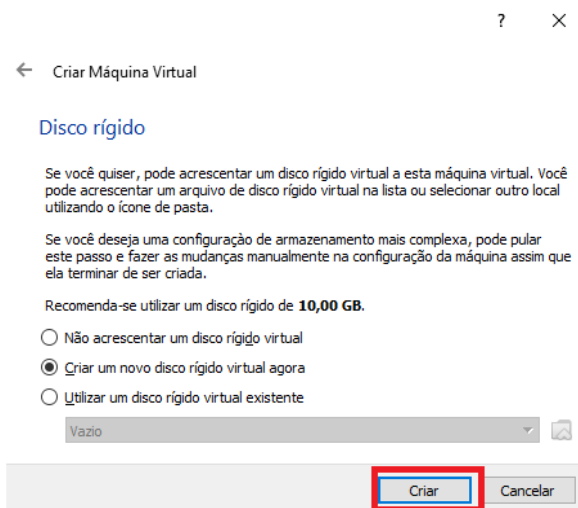 ? ×
← Criar Máquina Virtual
Disco rígido
Se você quiser, pode acrescentar um disco rígido virtual a esta máquina virtual. Você
pode acrescentar um arquivo de disco rígido virtual na lista ou selecionar outro local
utilizando o ícone de pasta.
Se você deseja uma configuraçào de armazenamento mais complexa, pode pular
este passo e fazer as mudanças manualmente na configuração da máquina assim que
ela terminar de ser criada.
Recomenda-se utilizar um disco rígido de 10,00 GB.
Não acrescentar um disco rígido virtual
Criar um novo disco rígido virtual agora
Utilizar um disco rígido virtual existente
Vazio
Criar Cancelar